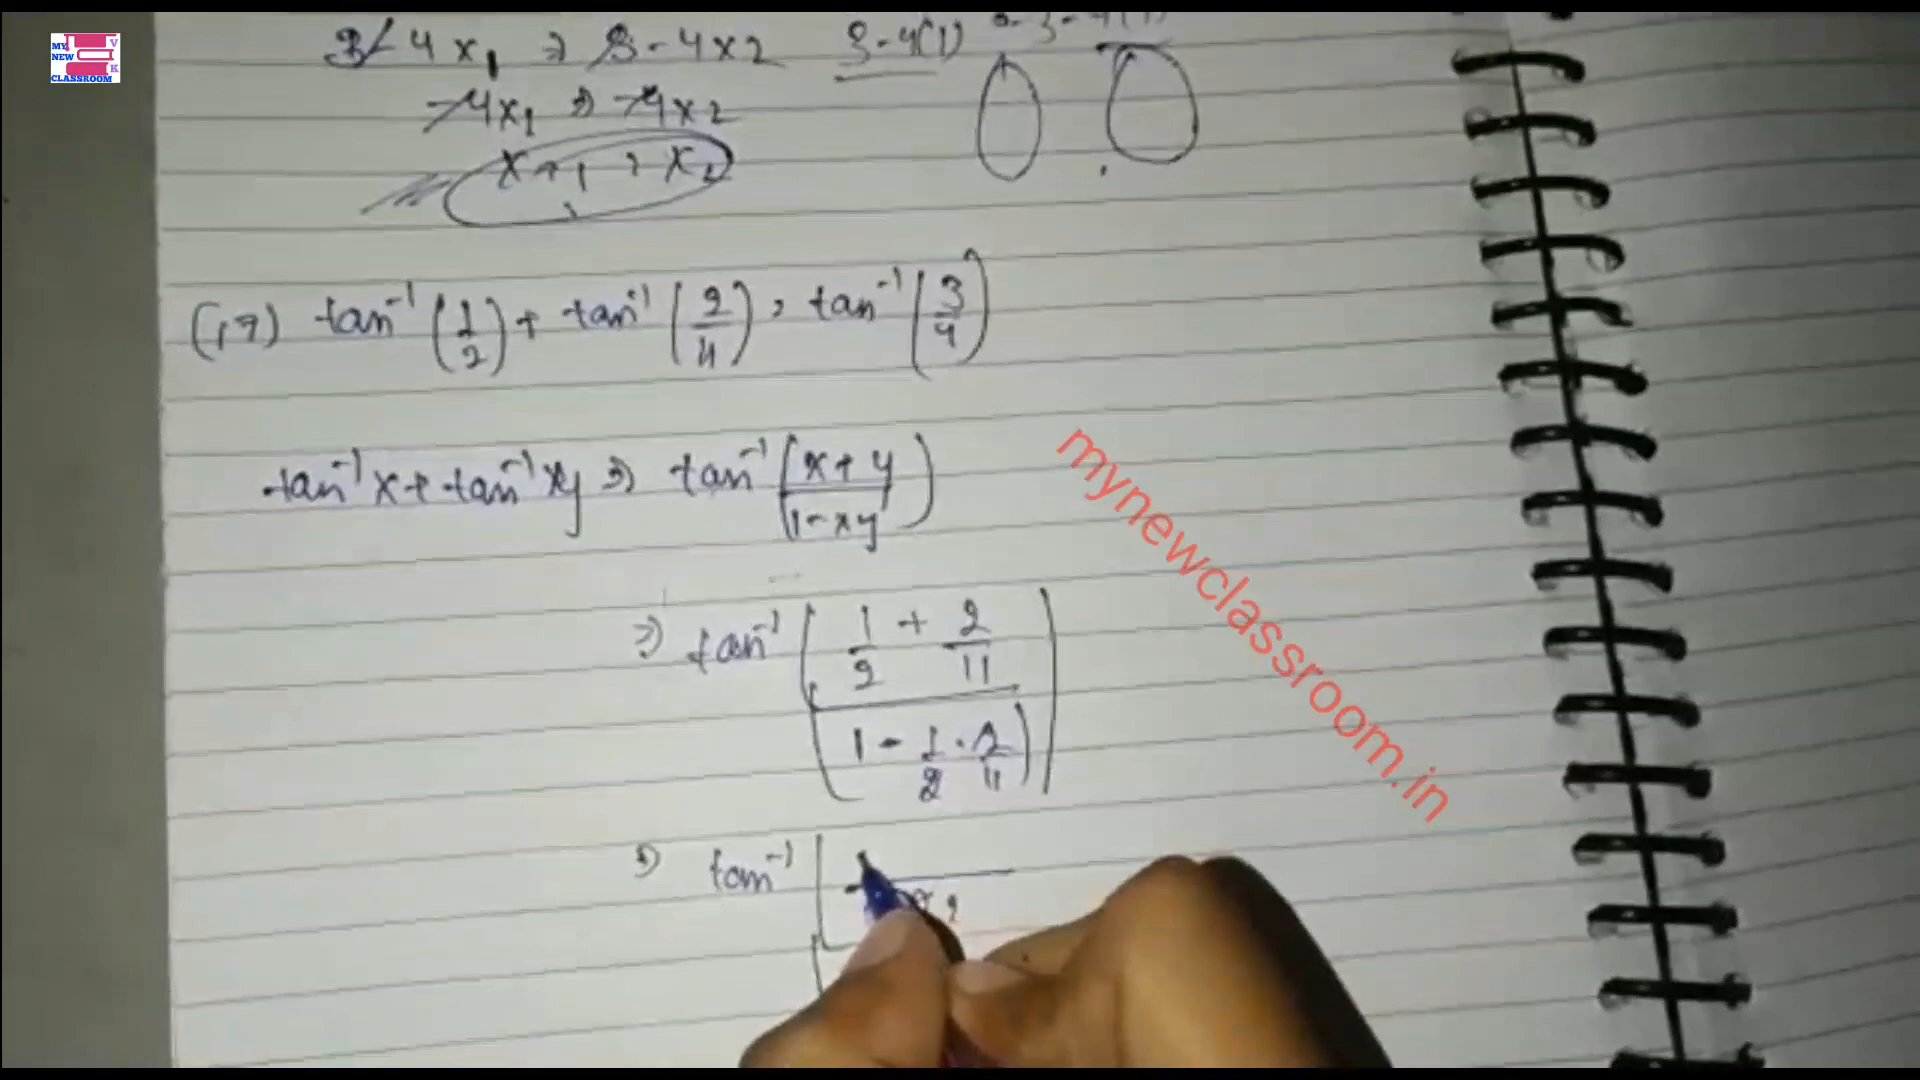 MY NEW CLASSROOM VK
3 - 4x₁ ⇒ 3 - 4x2 3-4(1)
-4x₁ ⇒ -4x2
x₁ = x₂
(17) tan⁻¹(1/2) + tan⁻¹(2/11) = tan⁻¹(3/4)
tan⁻¹x + tan⁻¹y ⇒ tan⁻¹(x+y/1-xy)
⇒ tan⁻¹(1/2 + 2/11 / 1 - 1/2 · 2/11)
⇒ tan⁻¹
mynewclassroom.in